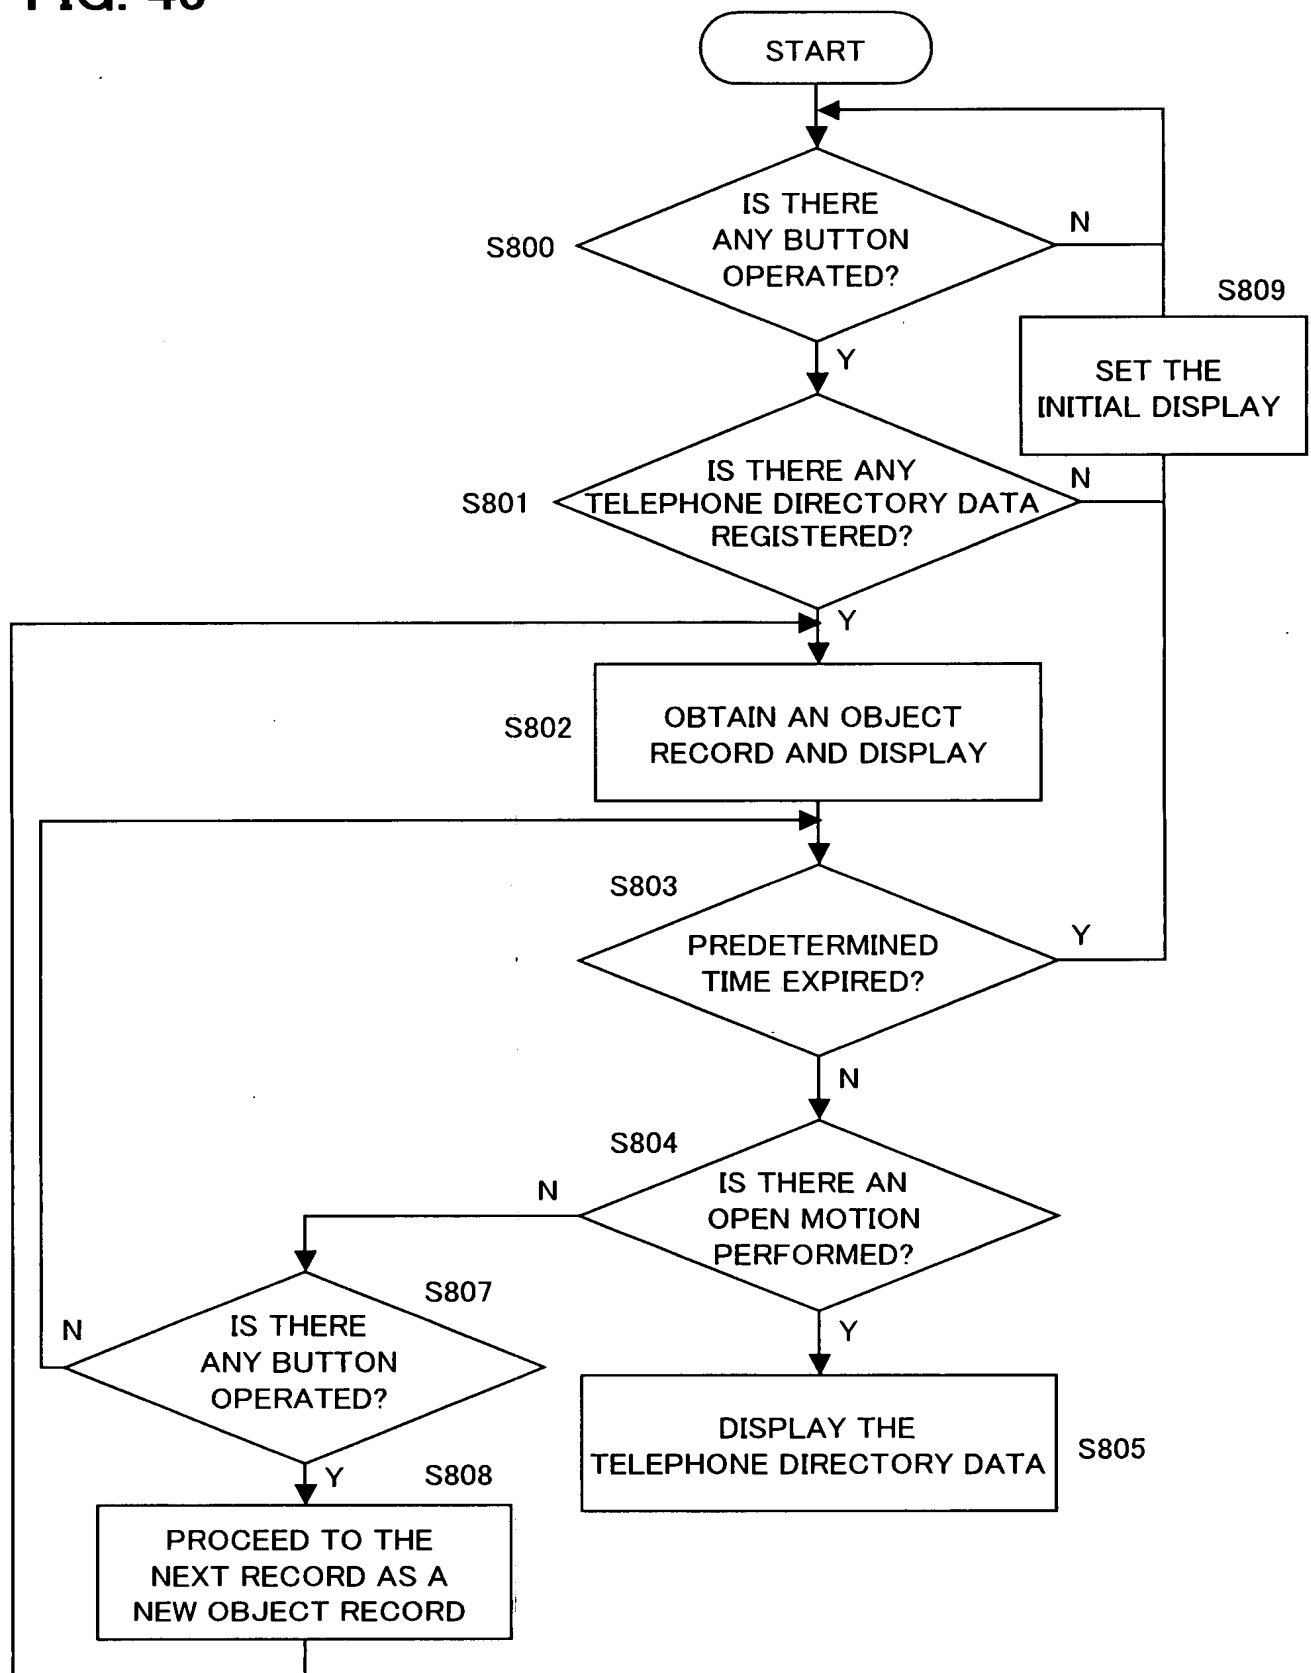 START
IS THERE
ANY BUTTON
OPERATED?
S800
N
S809
SET THE
INITIAL DISPLAY
Y
IS THERE ANY
TELEPHONE DIRECTORY DATA
REGISTERED?
S801
N
Y
OBTAIN AN OBJECT
RECORD AND DISPLAY
S802
S803
PREDETERMINED
TIME EXPIRED?
Y
N
S804
IS THERE AN
OPEN MOTION
PERFORMED?
N
Y
S807
IS THERE
ANY BUTTON
OPERATED?
N
Y
DISPLAY THE
TELEPHONE DIRECTORY DATA
S805
S808
PROCEED TO THE
NEXT RECORD AS A
NEW OBJECT RECORD